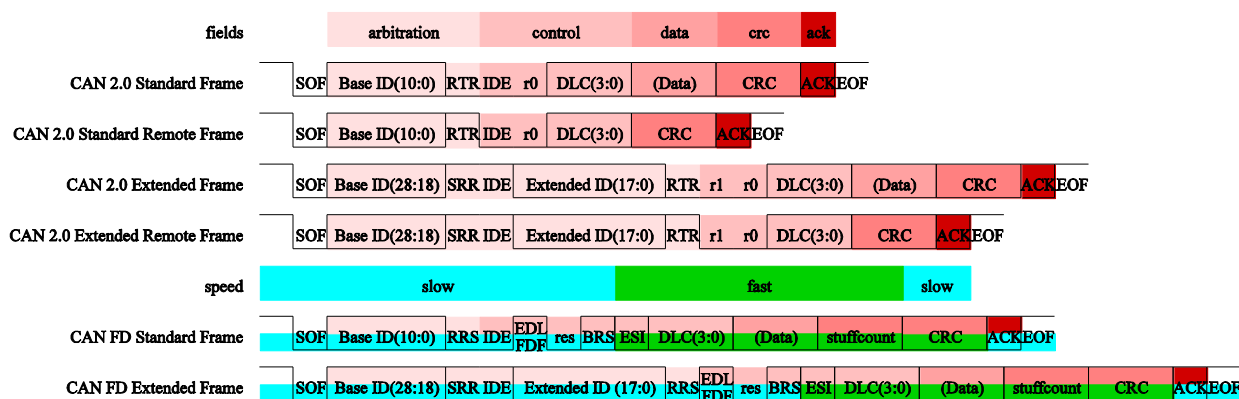 fields arbitration control data crc ack
CAN 2.0 Standard Frame SOF Base ID(10:0) RTR IDE r0 DLC(3:0) (Data) CRC ACK EOF
CAN 2.0 Standard Remote Frame SOF Base ID(10:0) RTR IDE r0 DLC(3:0) CRC ACK EOF
CAN 2.0 Extended Frame SOF Base ID(28:18) SRR IDE Extended ID(17:0) RTR r1 r0 DLC(3:0) (Data) CRC ACK EOF
CAN 2.0 Extended Remote Frame SOF Base ID(28:18) SRR IDE Extended ID(17:0) RTR r1 r0 DLC(3:0) CRC ACK EOF
speed slow fast slow
CAN FD Standard Frame SOF Base ID(10:0) RRS IDE EDL FDF res BRS ESI DLC(3:0) (Data) stuffcount CRC ACK EOF
CAN FD Extended Frame SOF Base ID(28:18) SRR IDE Extended ID (17:0) RRS EDL FDF res BRS ESI DLC(3:0) (Data) stuffcount CRC ACK EOF